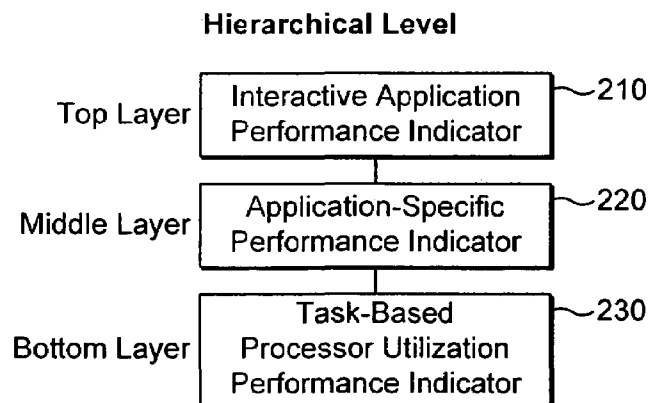 Hierarchical Level
Top Layer
Interactive Application
Performance Indicator
210
Middle Layer
Application-Specific
Performance Indicator
220
Bottom Layer
Task-Based
Processor Utilization
Performance Indicator
230